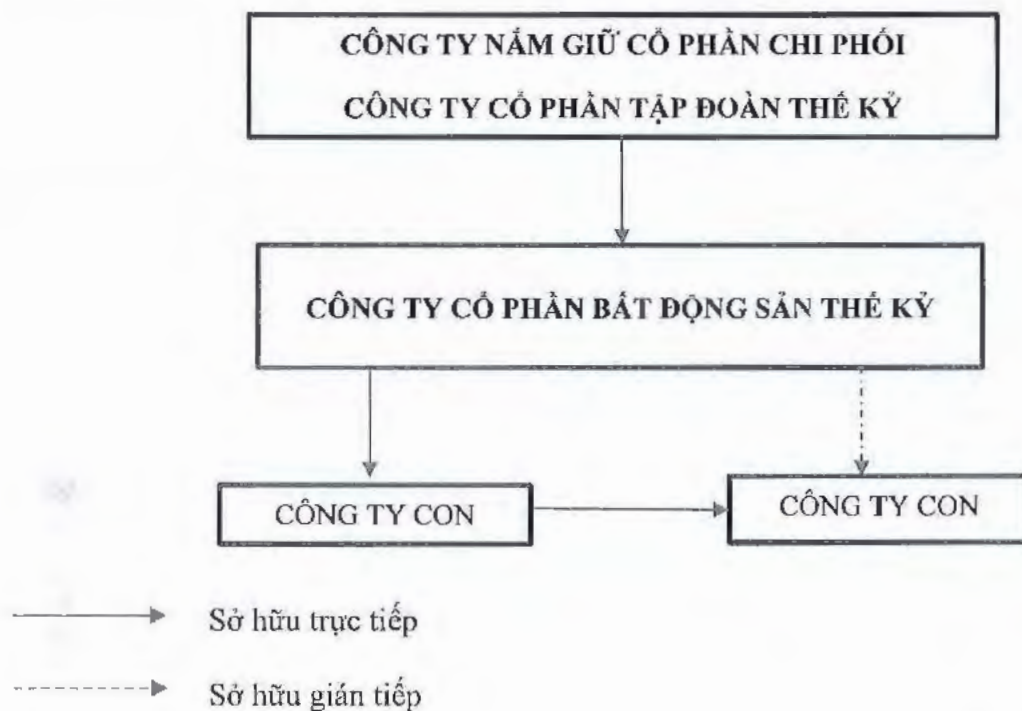 CÔNG TY NẮM GIỮ CỔ PHẦN CHI PHỐI
CÔNG TY CỔ PHẦN TẬP ĐOÀN THẾ KỶ
CÔNG TY CỔ PHẦN BẤT ĐỘNG SẢN THẾ KỶ
CÔNG TY CON
CÔNG TY CON
Sở hữu trực tiếp
Sở hữu gián tiếp